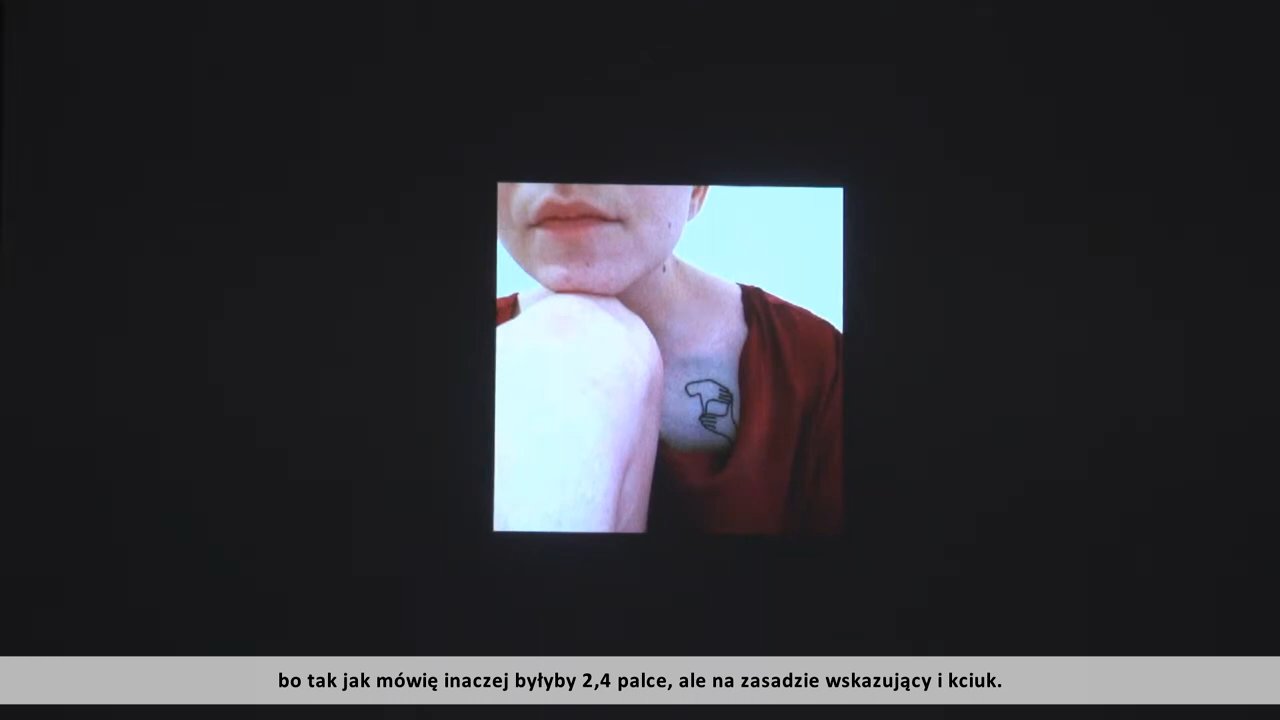 bo tak jak mówię inaczej byłyby 2,4 palce, ale na zasadzie wskazujący i kciuk.